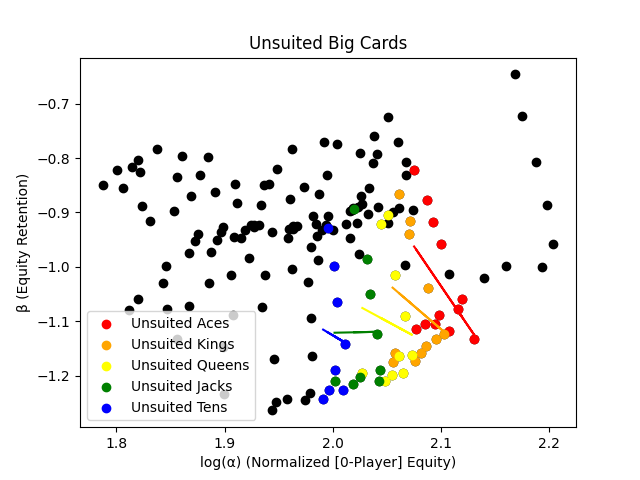 Unsuited Big Cards
β (Equity Retention)
−0.7
−0.8
−0.9
−1.0
−1.1
−1.2
Unsuited Aces
Unsuited Kings
Unsuited Queens
Unsuited Jacks
Unsuited Tens
1.8 1.9 2.0 2.1 2.2
log(α) (Normalized [0-Player] Equity)